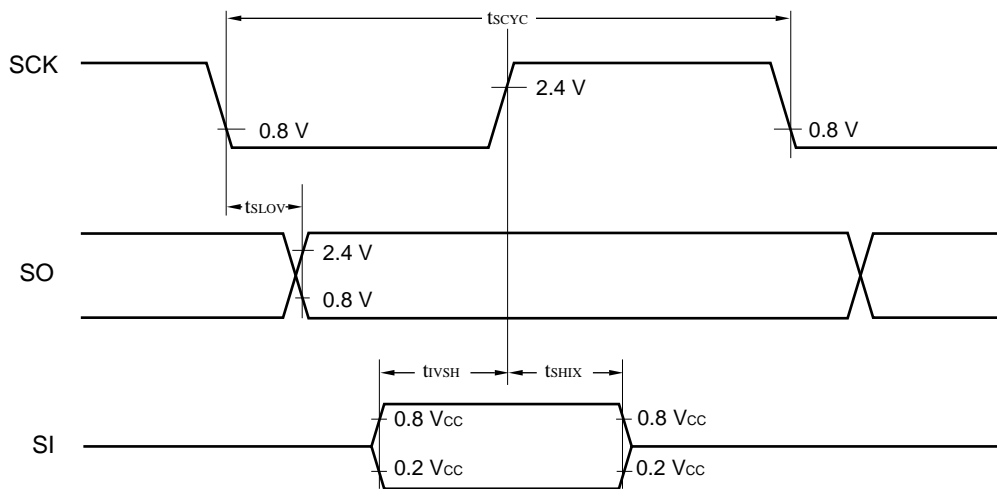 tSCYC
SCK
2.4 V
0.8 V
0.8 V
tSLOV
2.4 V
SO
0.8 V
tIVSH
tSHIX
0.8 VCC
0.8 VCC
SI
0.2 VCC
0.2 VCC